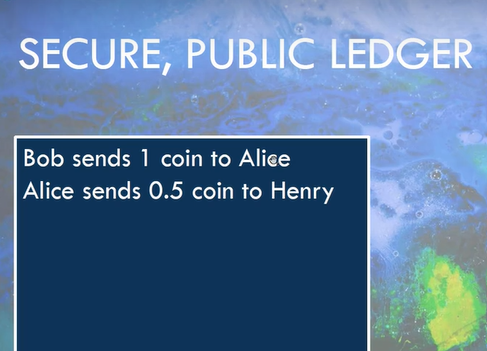 SECURE, PUBLIC LEDGER
Bob sends 1 coin to Alice
Alice sends 0.5 coin to Henry